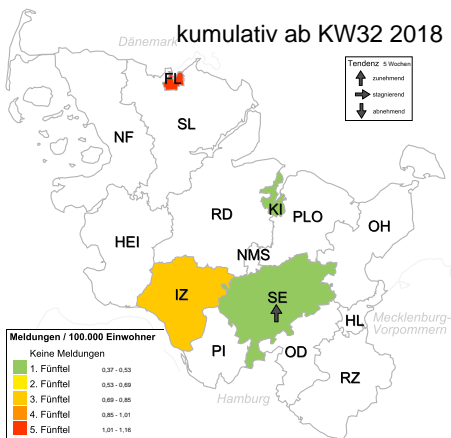 kumulativ ab KW32 2018
Dänemark
Tendenz 5 Wochen
zunehmend
stagnierend
abnehmend
FL
SL
NF
KI
RD
PLO
OH
HEI
NMS
IZ
SE
HL
Mecklenburg-
Vorpommern
PI
OD
RZ
Hamburg
Meldungen / 100.000 Einwohner
Keine Meldungen
1. Fünftel 0,37 - 0,53
2. Fünftel 0,53 - 0,69
3. Fünftel 0,69 - 0,85
4. Fünftel 0,85 - 1,01
5. Fünftel 1,01 - 1,16